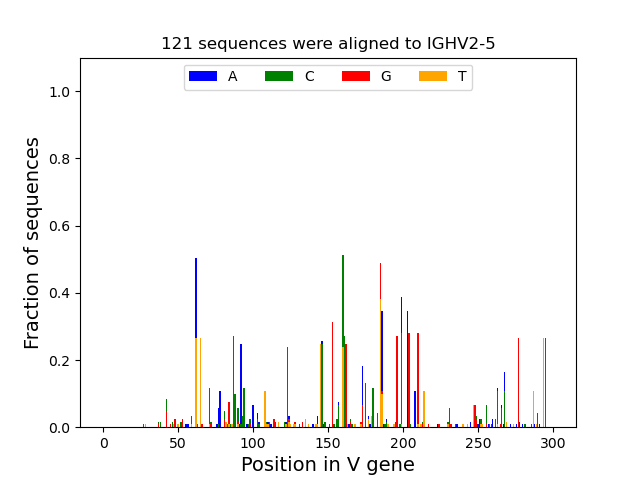 121 sequences were aligned to IGHV2-5
A C G T
1.0
0.8
0.6
0.4
0.2
0.0
Fraction of sequences
0 50 100 150 200 250 300
Position in V gene